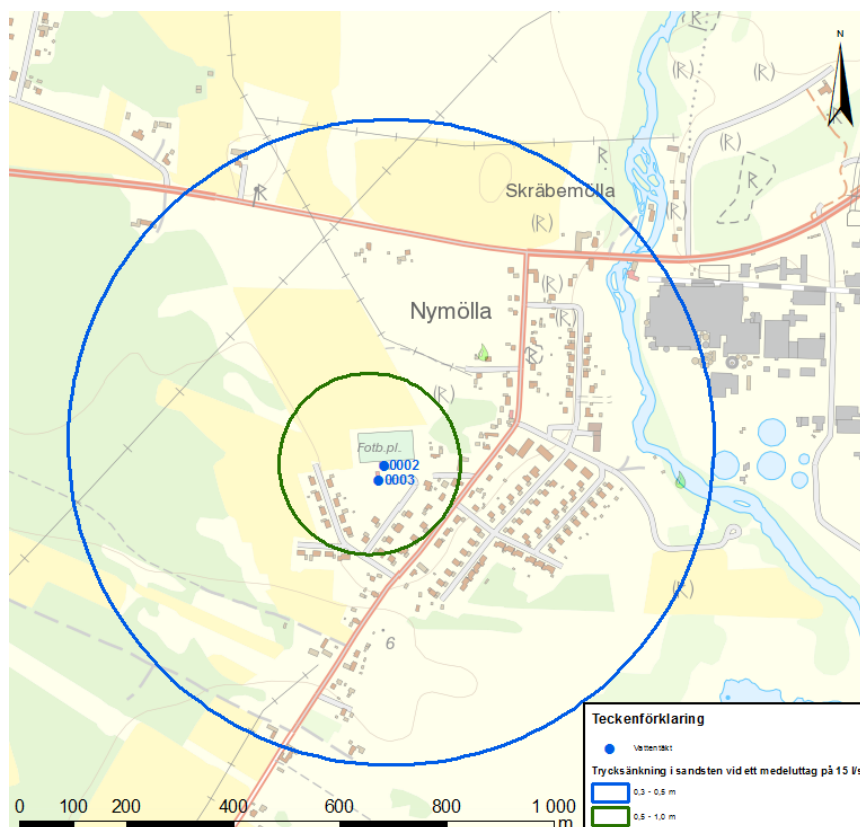 N
(R)
(R)
R
(R)
R
(R)
R
R
Skräbemölla
(R)
(R)
Nymölla
(R)
(R)
R
(R)
Fotb.pl.
0002
0003
(R)
6
Teckenförklaring
Vattentäkt
Trycksänkning i sandsten vid ett medeluttag på 15 l/s
0,3 - 0,5 m
0,5 - 1,0 m
0 100 200 400 600 800 1 000
m